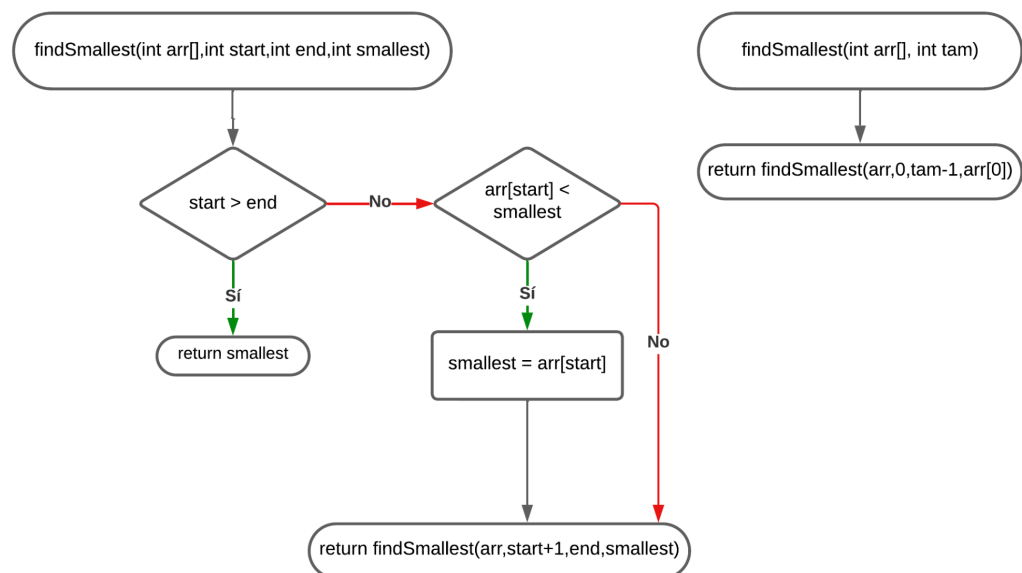 findSmallest(int arr[],int start,int end,int smallest)
start > end
No
arr[start] <
smallest
Sí
return smallest
Sí
smallest = arr[start]
No
return findSmallest(arr,start+1,end,smallest)
findSmallest(int arr[], int tam)
return findSmallest(arr,0,tam-1,arr[0])